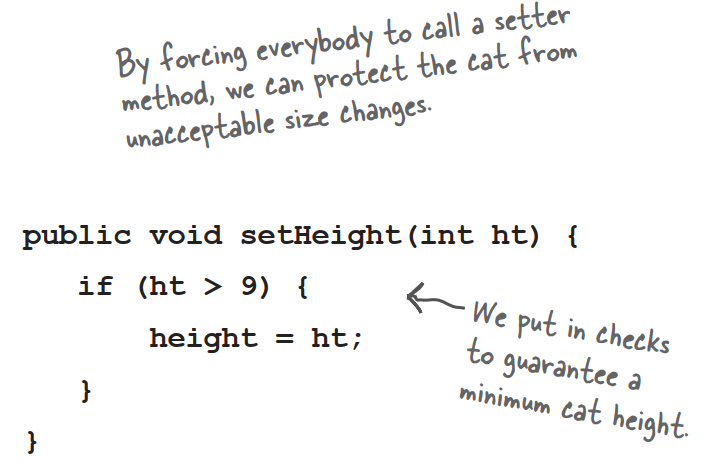 By forcing everybody to call a setter
method, we can protect the cat from
unacceptable size changes.
public void setHeight(int ht) {
if (ht > 9) {
height = ht;
}
}
We put in checks
to guarantee a
minimum cat height.